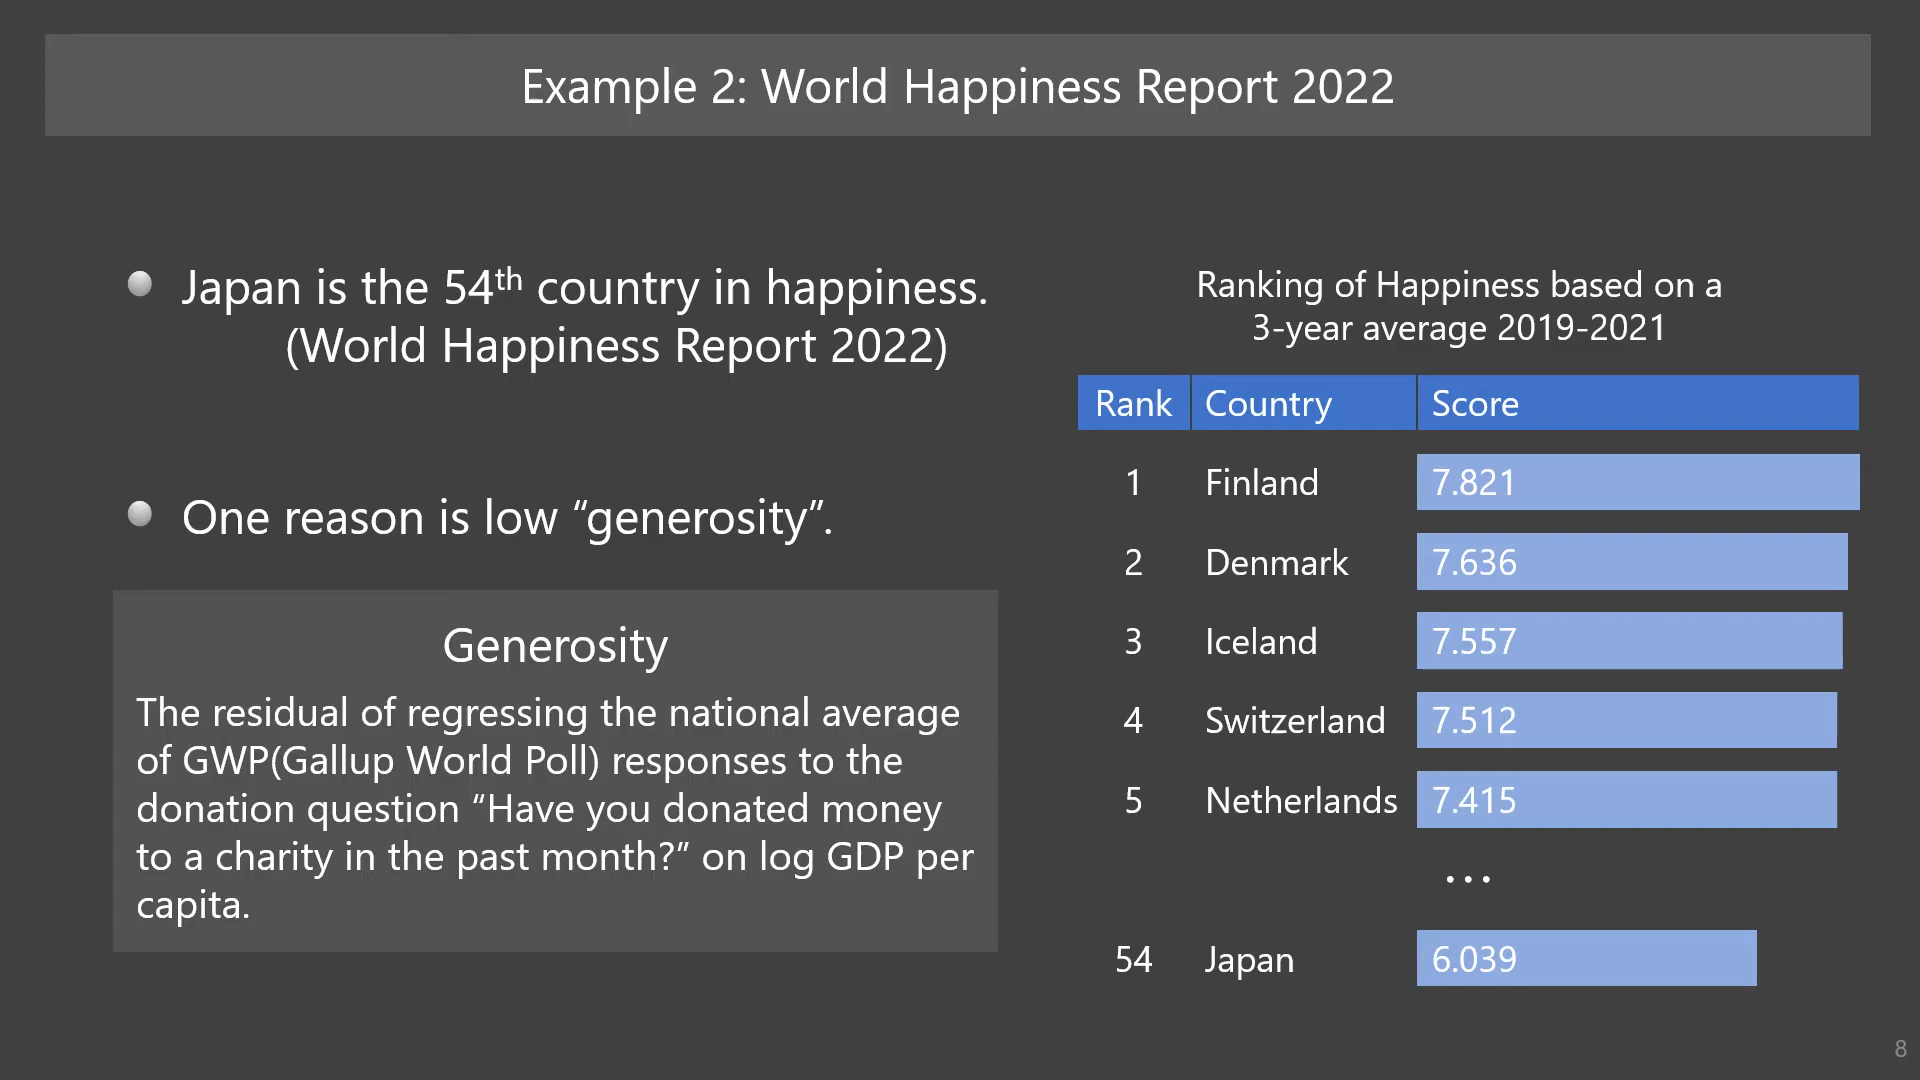 Example 2: World Happiness Report 2022
Japan is the 54th country in happiness.
(World Happiness Report 2022)
One reason is low “generosity”.
Generosity
The residual of regressing the national average
of GWP(Gallup World Poll) responses to the
donation question “Have you donated money
to a charity in the past month?” on log GDP per
capita.
Ranking of Happiness based on a
3-year average 2019-2021
Rank Country Score
1 Finland 7.821
2 Denmark 7.636
3 Iceland 7.557
4 Switzerland 7.512
5 Netherlands 7.415
…
54 Japan 6.039
8